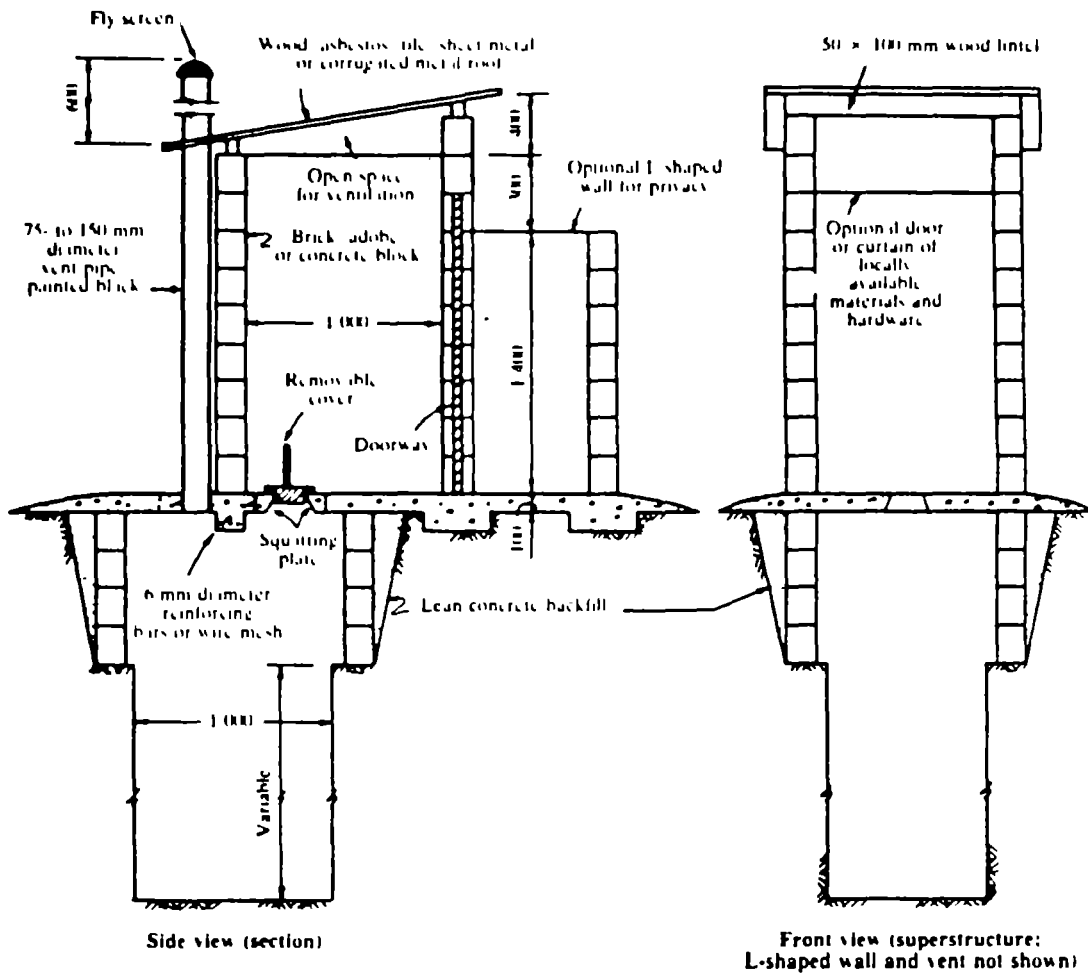 Fly screen
Wood asbestos tile sheet metal
or corrugated metal roof
50 × 100 mm wood lintel
600
400
Open space
for ventilation
Optional L shaped
wall for privacy
75- to 150 mm
diameter
vent pipe
painted black
Brick adobe
or concrete block
Optional door
or curtain of
locally
available
materials and
hardware
1 000
1 400
Removable
cover
Doorway
Squatting
plate
100
6 mm diameter
reinforcing
bars or wire mesh
Lean concrete backfill
1 000
Variable
Side view (section)
Front view (superstructure;
L-shaped wall and vent not shown)